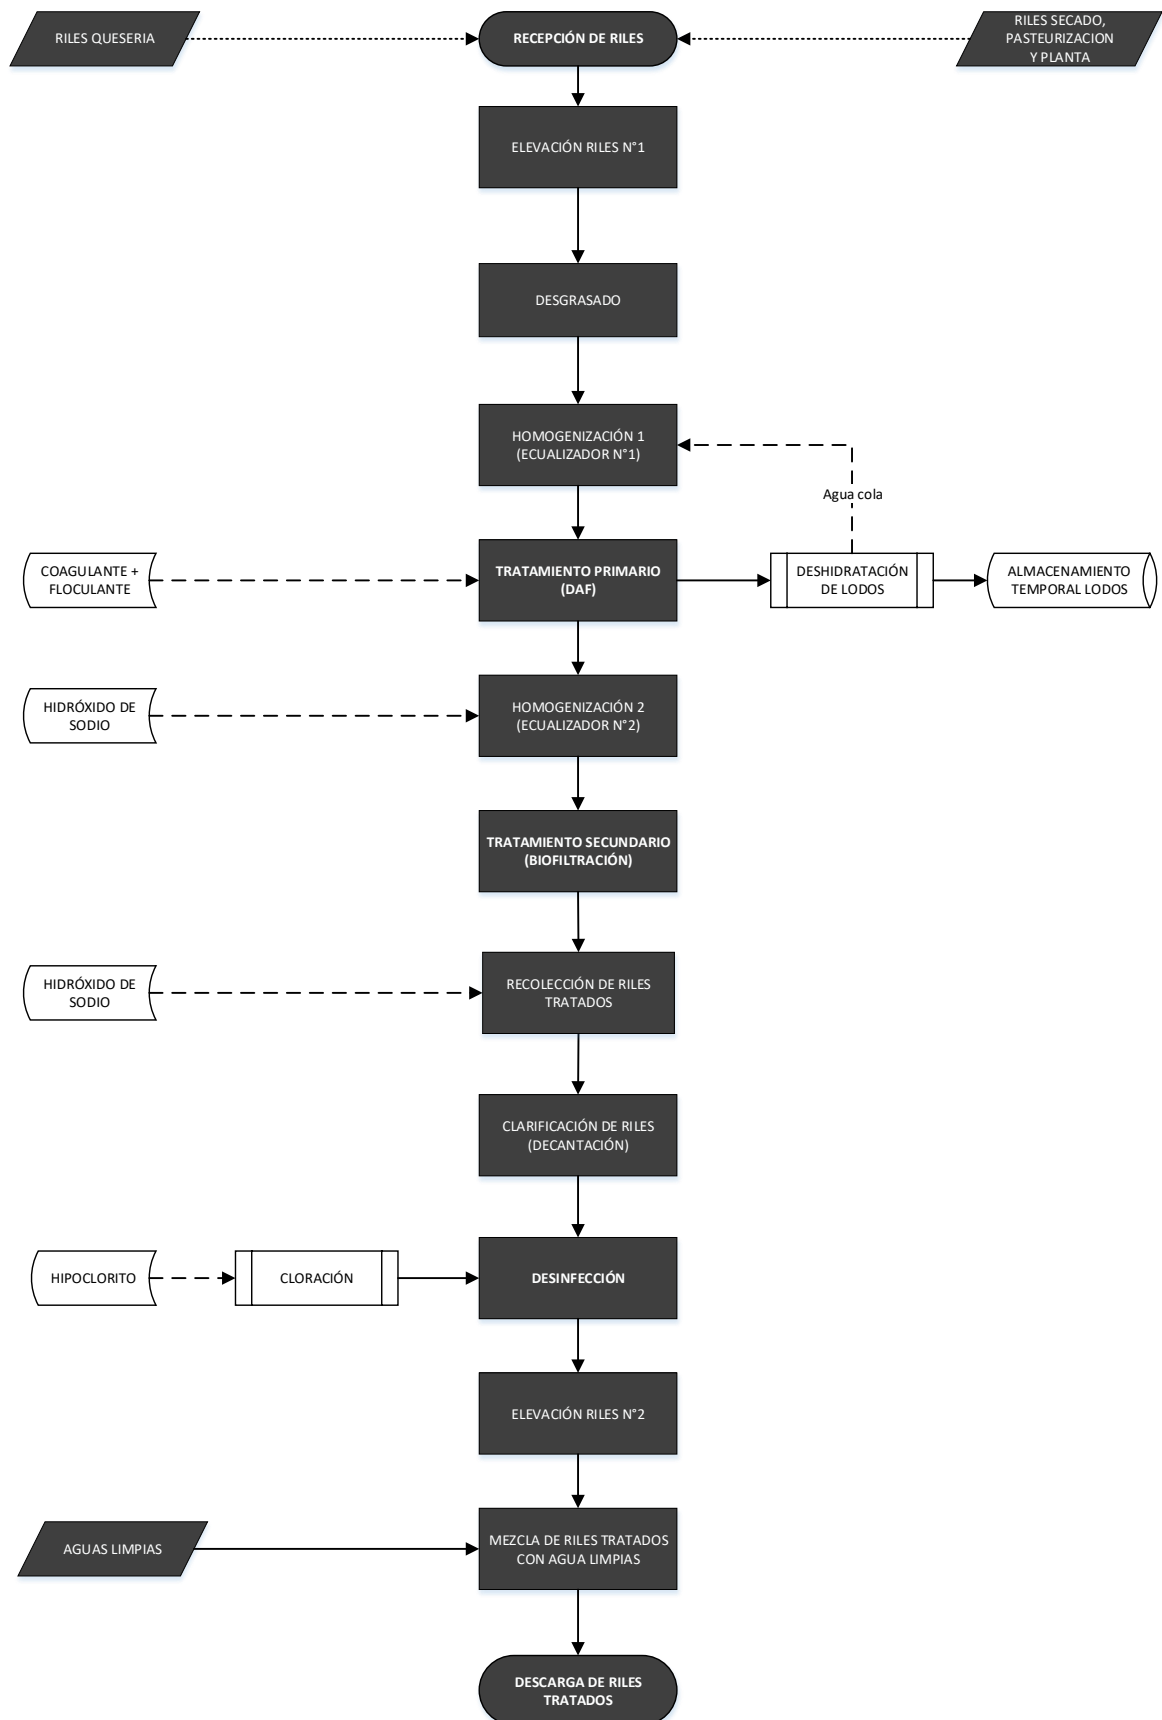 RILES QUESERIA
RECEPCIÓN DE RILES
RILES SECADO,
PASTEURIZACION
Y PLANTA
ELEVACIÓN RILES N°1
DESGRASADO
HOMOGENIZACIÓN 1
(ECUALIZADOR N°1)
Agua cola
COAGULANTE +
FLOCULANTE
TRATAMIENTO PRIMARIO
(DAF)
DESHIDRATACIÓN
DE LODOS
ALMACENAMIENTO
TEMPORAL LODOS
HIDRÓXIDO DE
SODIO
HOMOGENIZACIÓN 2
(ECUALIZADOR N°2)
TRATAMIENTO SECUNDARIO
(BIOFILTRACIÓN)
HIDRÓXIDO DE
SODIO
RECOLECCIÓN DE RILES
TRATADOS
CLARIFICACIÓN DE RILES
(DECANTACIÓN)
HIPOCLORITO
CLORACIÓN
DESINFECCIÓN
ELEVACIÓN RILES N°2
AGUAS LIMPIAS
MEZCLA DE RILES TRATADOS
CON AGUA LIMPIAS
DESCARGA DE RILES
TRATADOS